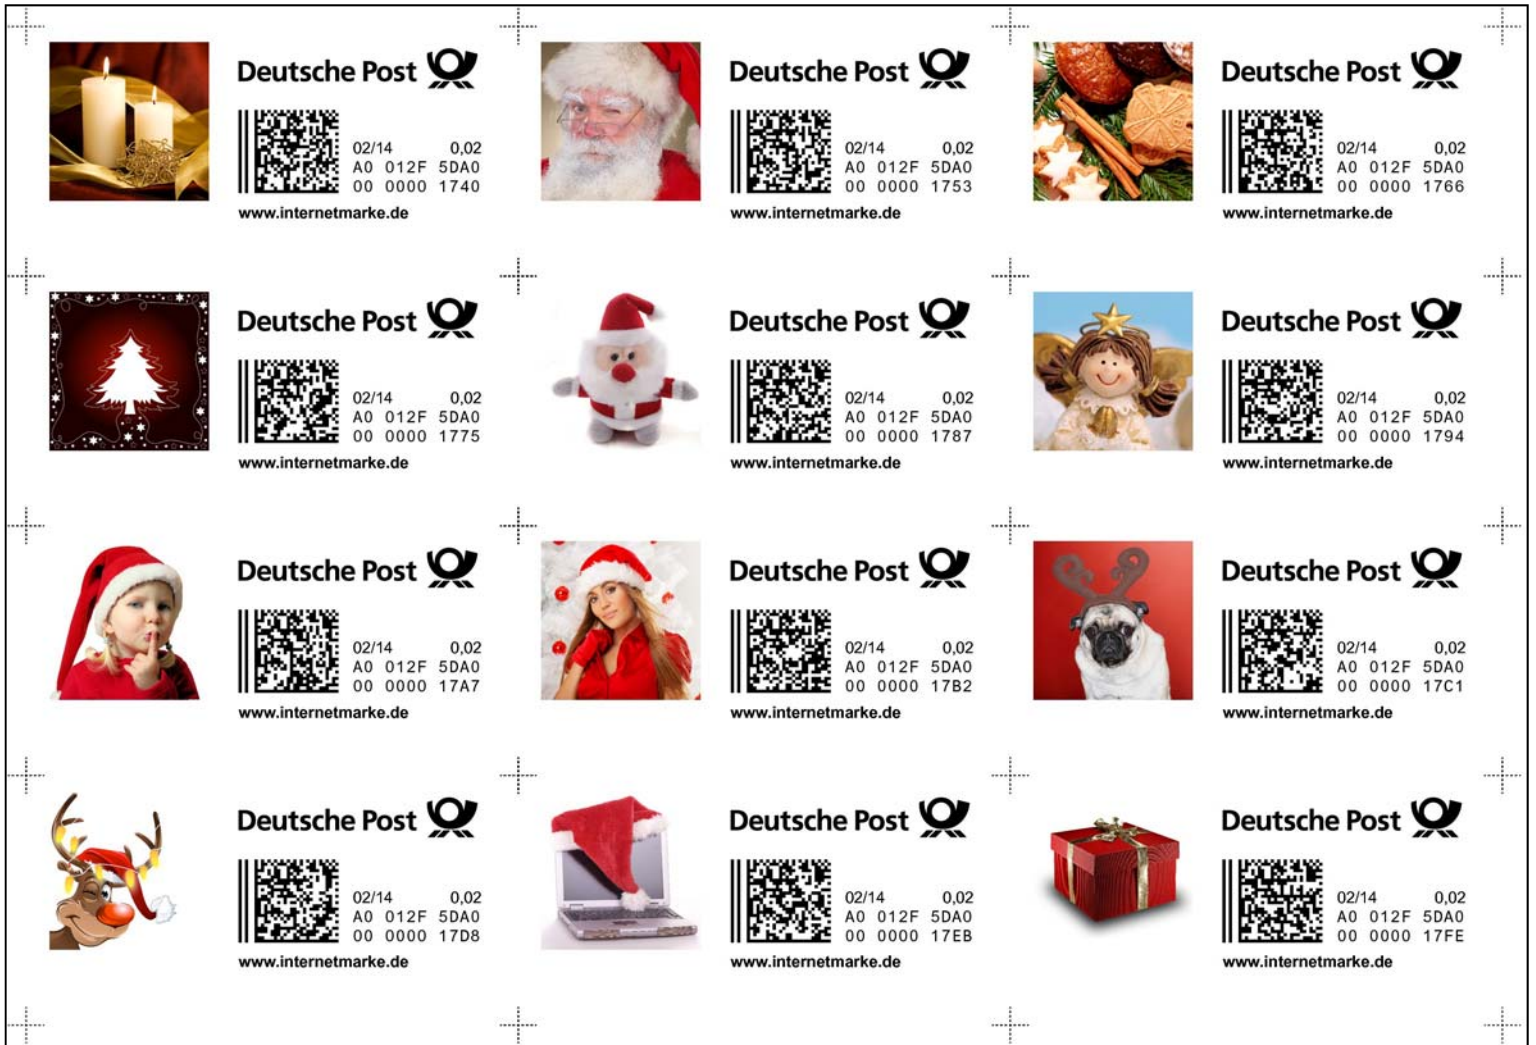 Deutsche Post
02/14 0,02
A0 012F 5DA0
00 0000 1740
www.internetmarke.de
Deutsche Post
02/14 0,02
A0 012F 5DA0
00 0000 1753
www.internetmarke.de
Deutsche Post
02/14 0,02
A0 012F 5DA0
00 0000 1766
www.internetmarke.de
Deutsche Post
02/14 0,02
A0 012F 5DA0
00 0000 1775
www.internetmarke.de
Deutsche Post
02/14 0,02
A0 012F 5DA0
00 0000 1787
www.internetmarke.de
Deutsche Post
02/14 0,02
A0 012F 5DA0
00 0000 1794
www.internetmarke.de
Deutsche Post
02/14 0,02
A0 012F 5DA0
00 0000 17A7
www.internetmarke.de
Deutsche Post
02/14 0,02
A0 012F 5DA0
00 0000 17B2
www.internetmarke.de
Deutsche Post
02/14 0,02
A0 012F 5DA0
00 0000 17C1
www.internetmarke.de
Deutsche Post
02/14 0,02
A0 012F 5DA0
00 0000 17D8
www.internetmarke.de
Deutsche Post
02/14 0,02
A0 012F 5DA0
00 0000 17EB
www.internetmarke.de
Deutsche Post
02/14 0,02
A0 012F 5DA0
00 0000 17FE
www.internetmarke.de